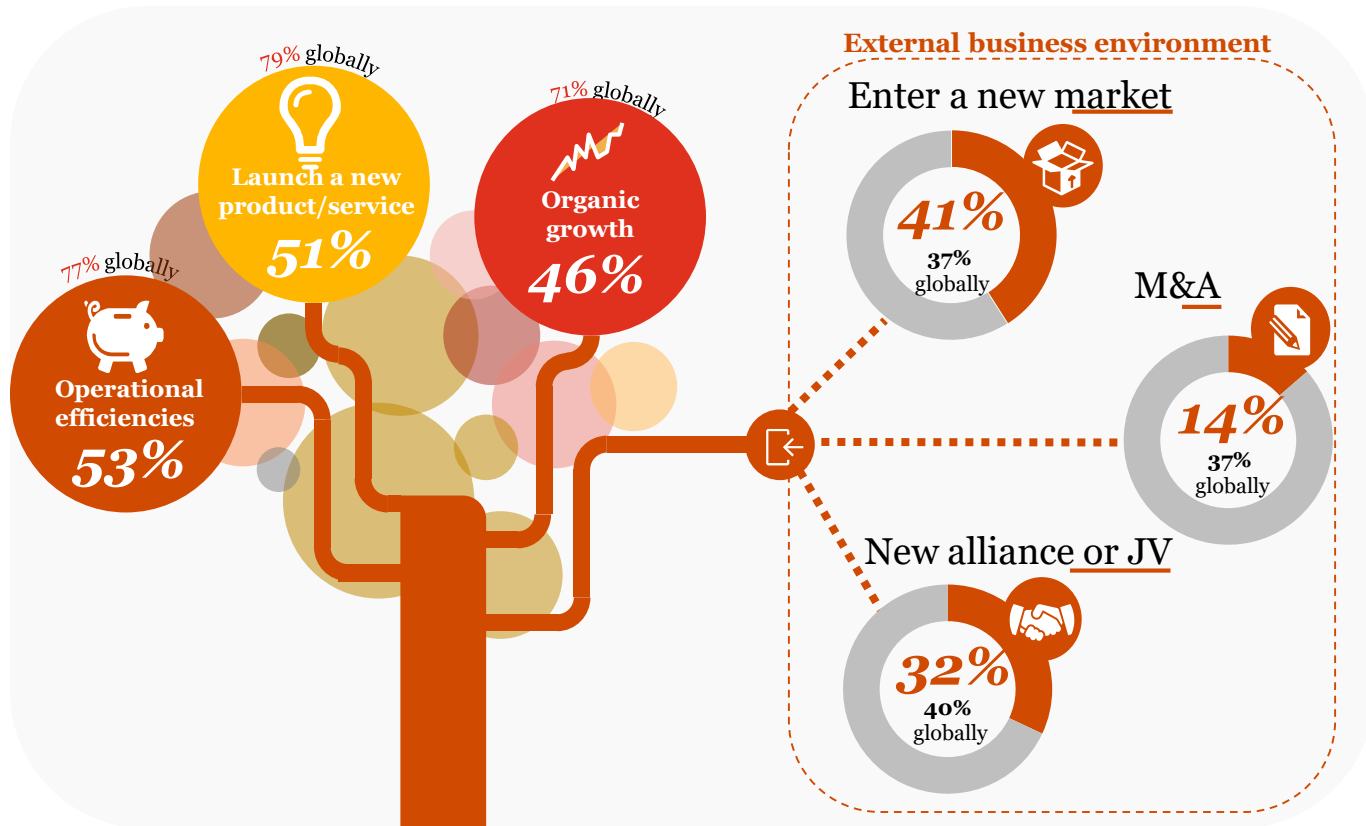 79% globally
Launch a new
product/service
51%
71% globally
Organic
growth
46%
77% globally
Operational
efficiencies
53%
External business environment
Enter a new market
41%
37%
globally
M&A
14%
37%
globally
New alliance or JV
32%
40%
globally